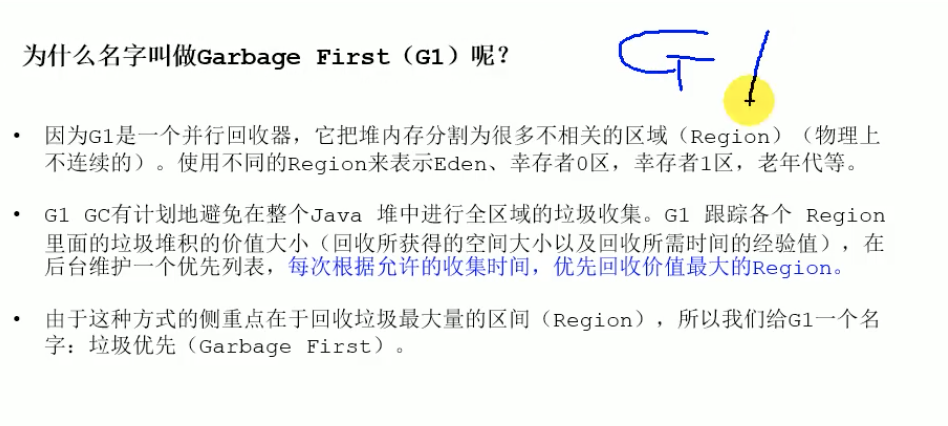 为什么名字叫做Garbage First（G1）呢？
G1
• 因为G1是一个并行回收器，它把堆内存分割为很多不相关的区域（Region）（物理上
不连续的）。使用不同的Region来表示Eden、幸存者0区，幸存者1区，老年代等。
• G1 GC有计划地避免在整个Java 堆中进行全区域的垃圾收集。G1 跟踪各个 Region
里面的垃圾堆积的价值大小（回收所获得的空间大小以及回收所需时间的经验值），在
后台维护一个优先列表，每次根据允许的收集时间，优先回收价值最大的Region。
• 由于这种方式的侧重点在于回收垃圾最大量的区间（Region），所以我们给G1一个名
字：垃圾优先（Garbage First）。